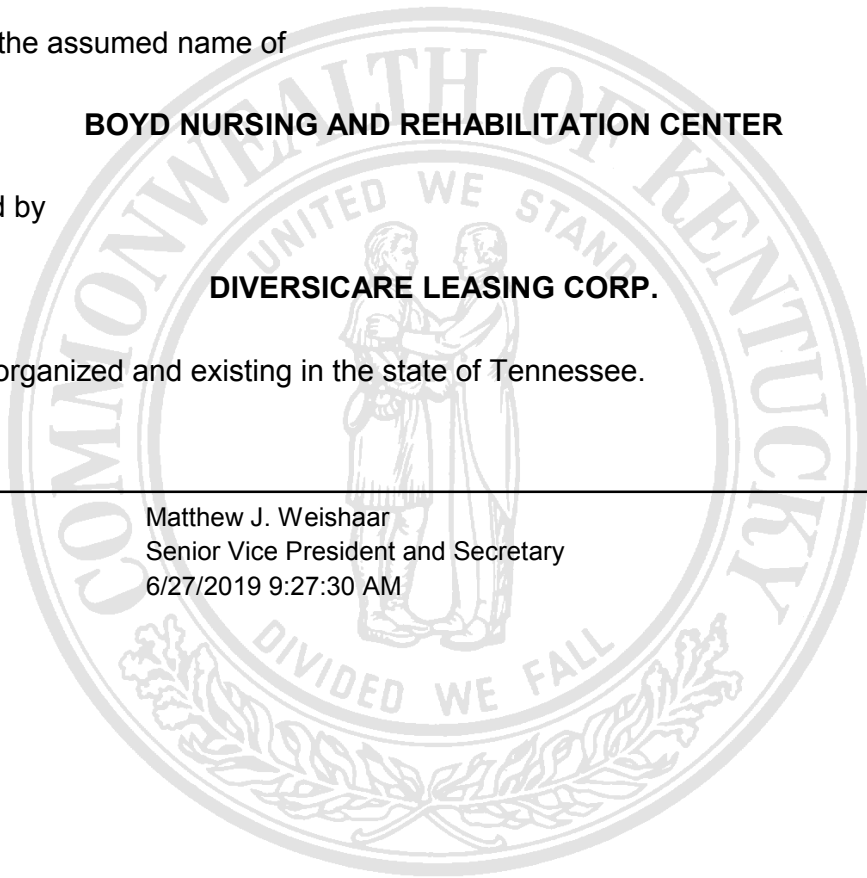 the assumed name of
BOYD NURSING AND REHABILITATION CENTER
d by
DIVERSICARE LEASING CORP.
organized and existing in the state of Tennessee.
Matthew J. Weishaar
Senior Vice President and Secretary
6/27/2019 9:27:30 AM
COMMONWEALTH OF KENTUCKY
UNITED WE STAND
DIVIDED WE FALL